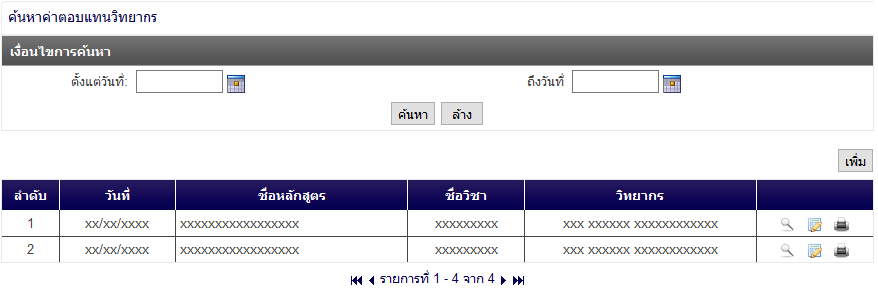 ค้นหาค่าตอบแทนวิทยากร
เงื่อนไขการค้นหา
ตั้งแต่วันที่: ถึงวันที่
ค้นหา ล้าง
เพิ่ม
ลำดับ วันที่ ชื่อหลักสูตร ชื่อวิชา วิทยากร
1 xx/xx/xxxx xxxxxxxxxxxxxxxxx xxxxxxxxx xxx xxxxxx xxxxxxxxxxxx
2 xx/xx/xxxx xxxxxxxxxxxxxxxxx xxxxxxxxx xxx xxxxxx xxxxxxxxxxxx
รายการที่ 1 - 4 จาก 4